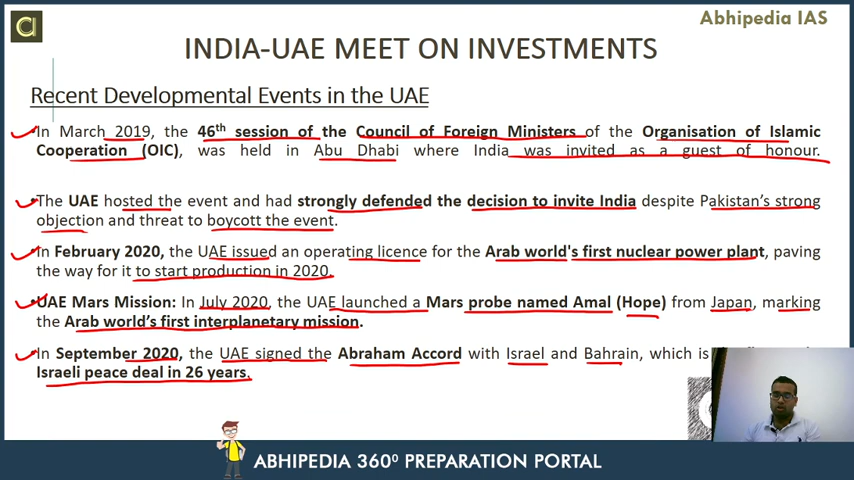 Abhipedia IAS
INDIA-UAE MEET ON INVESTMENTS
Recent Developmental Events in the UAE
In March 2019, the 46th session of the Council of Foreign Ministers of the Organisation of Islamic
Cooperation (OIC), was held in Abu Dhabi where India was invited as a guest of honour.
The UAE hosted the event and had strongly defended the decision to invite India despite Pakistan's strong
objection and threat to boycott the event.
In February 2020, the UAE issued an operating licence for the Arab world's first nuclear power plant, paving
the way for it to start production in 2020.
UAE Mars Mission: In July 2020, the UAE launched a Mars probe named Amal (Hope) from Japan, marking
the Arab world's first interplanetary mission.
In September 2020, the UAE signed the Abraham Accord with Israel and Bahrain, which is
Israeli peace deal in 26 years.
ABHIPEDIA 360⁰ PREPARATION PORTAL